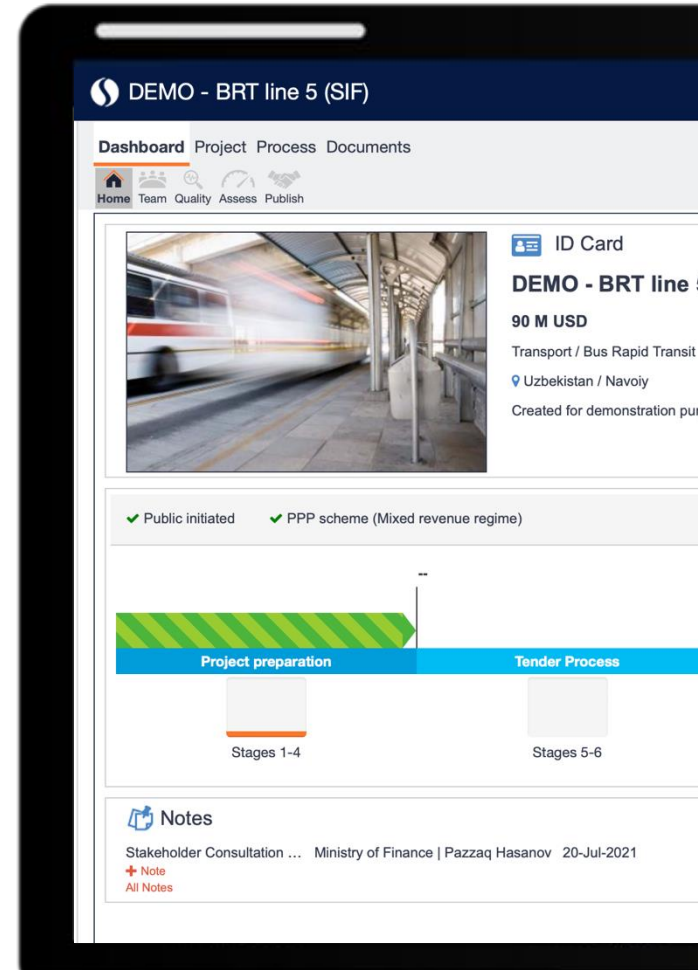 DEMO - BRT line 5 (SIF)
Dashboard Project Process Documents
Home Team Quality Assess Publish
ID Card
DEMO - BRT line
90 M USD
Transport / Bus Rapid Transit
Uzbekistan / Navoiy
Created for demonstration
Public initiated PPP scheme (Mixed revenue regime)
--
Project preparation Tender Process
Stages 1-4 Stages 5-6
Notes
Stakeholder Consultation … Ministry of Finance | Pazzaq Hasanov 20-Jul-2021
+ Note
All Notes